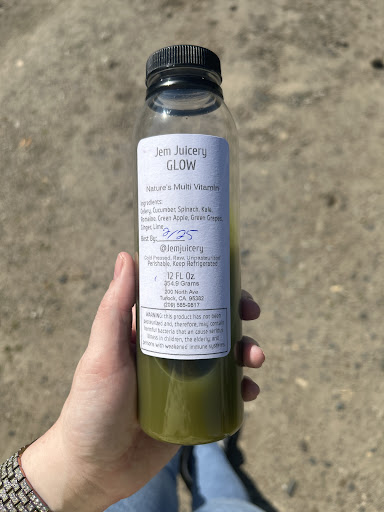 Jem Juicery
GLOW
Nature's Multi Vitamin
Ingredients:
Celery, Cucumber, Spinach, Kale,
Romaine, Green Apple, Green Grapes,
Ginger, Lime
Best By: 9/25
@Jemjuicery
Cold Pressed, Raw, Unpasteurized
Perishable, Keep Refrigerated
12 FL Oz
354.9 Grams
200 North Ave
Turlock, CA, 95382
WARNING: this product has not been
pasteurized and, therefore, may contain
harmful bacteria that can cause serious
illness in children, the elderly, and
persons with weakened immune systems.